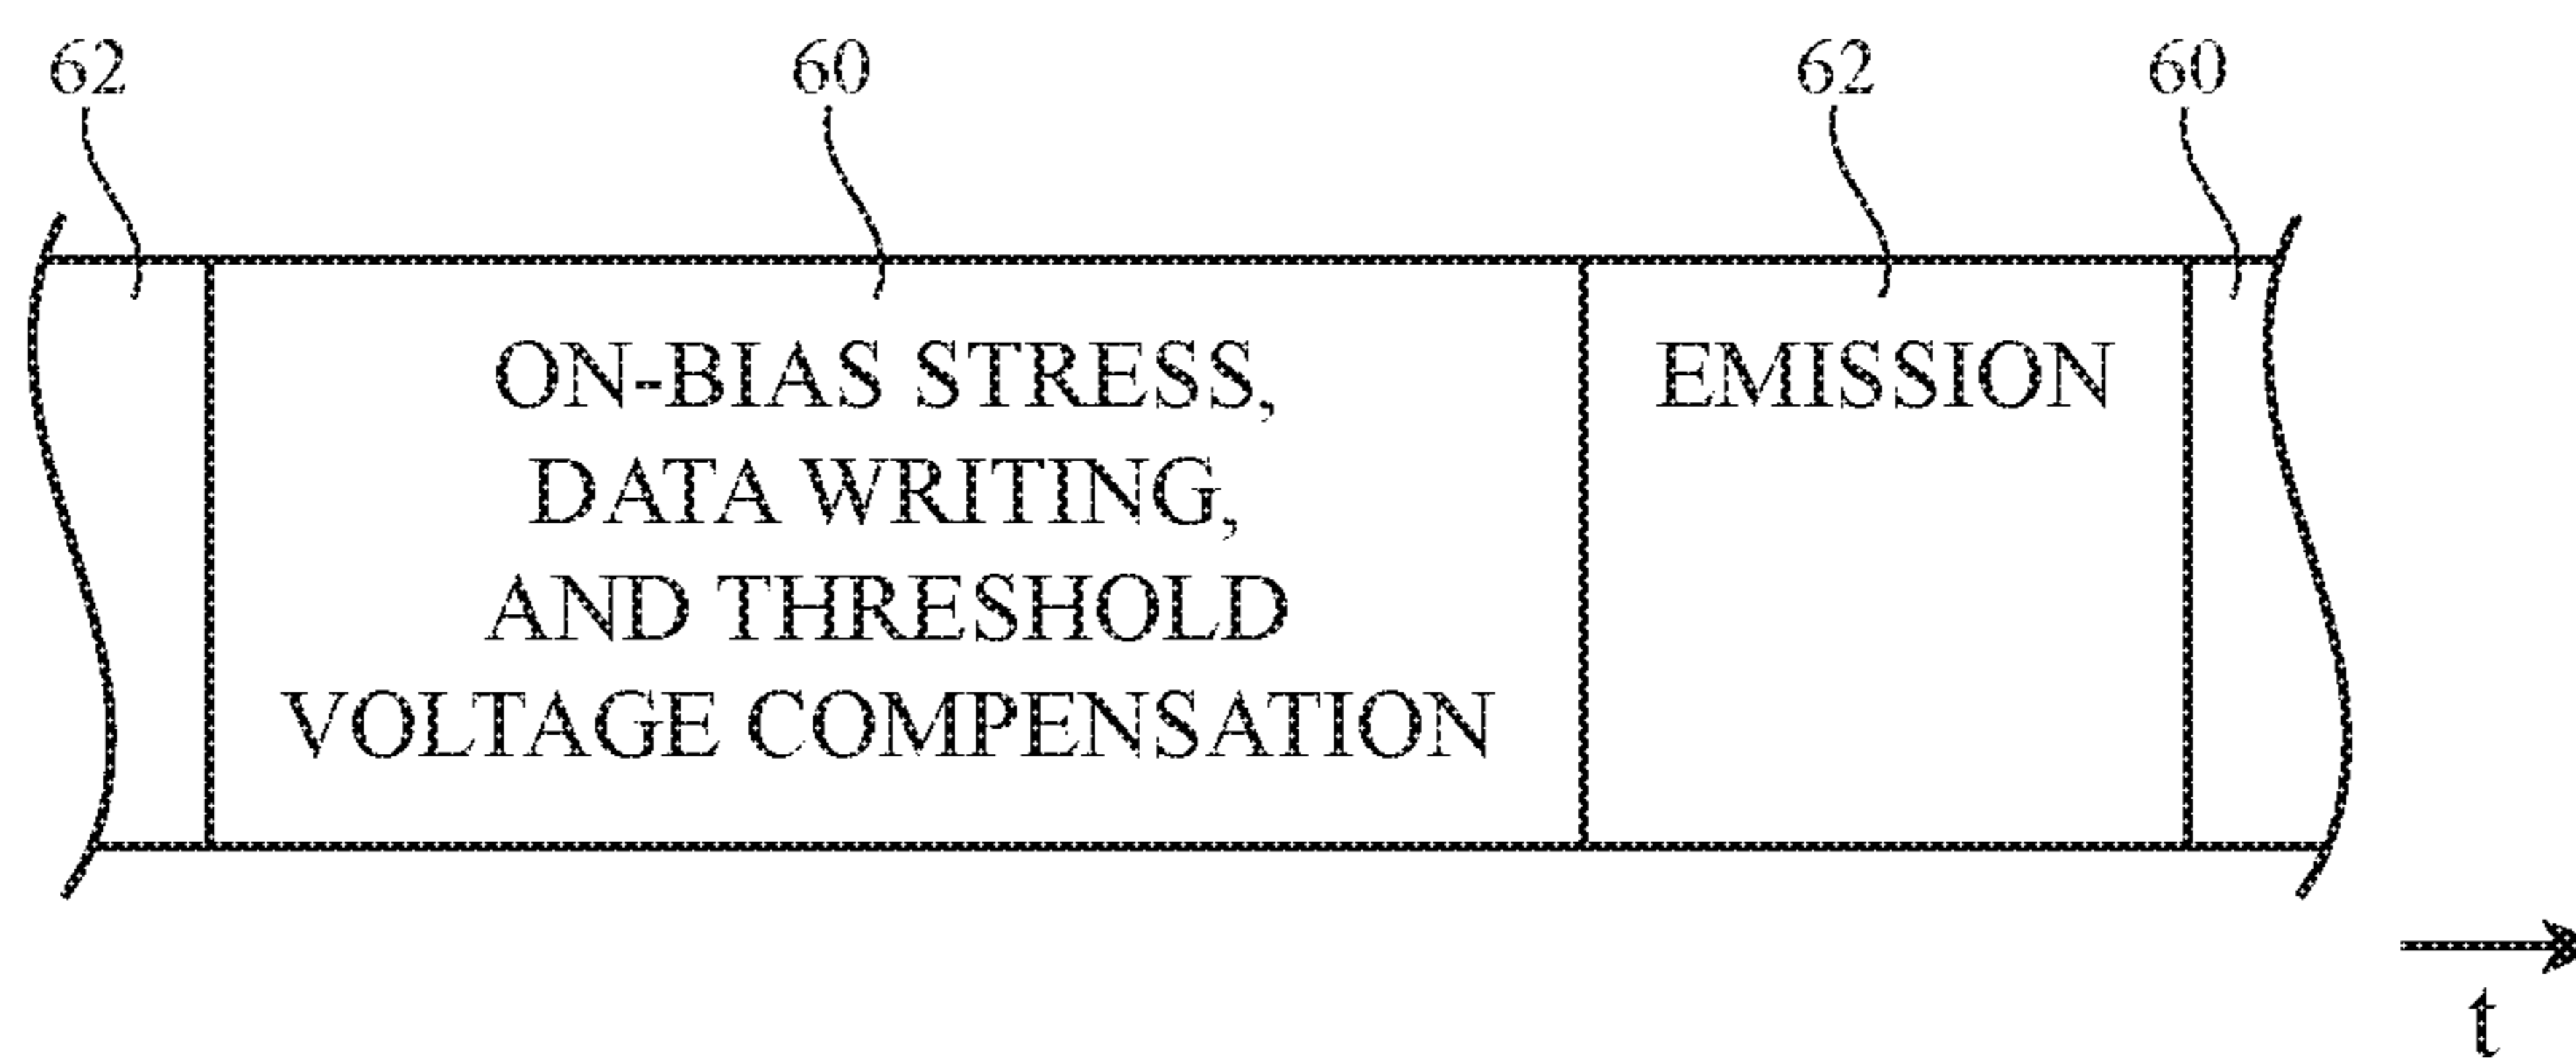 62 60 62 60
ON-BIAS STRESS, EMISSION
DATA WRITING,
AND THRESHOLD
VOLTAGE COMPENSATION
t